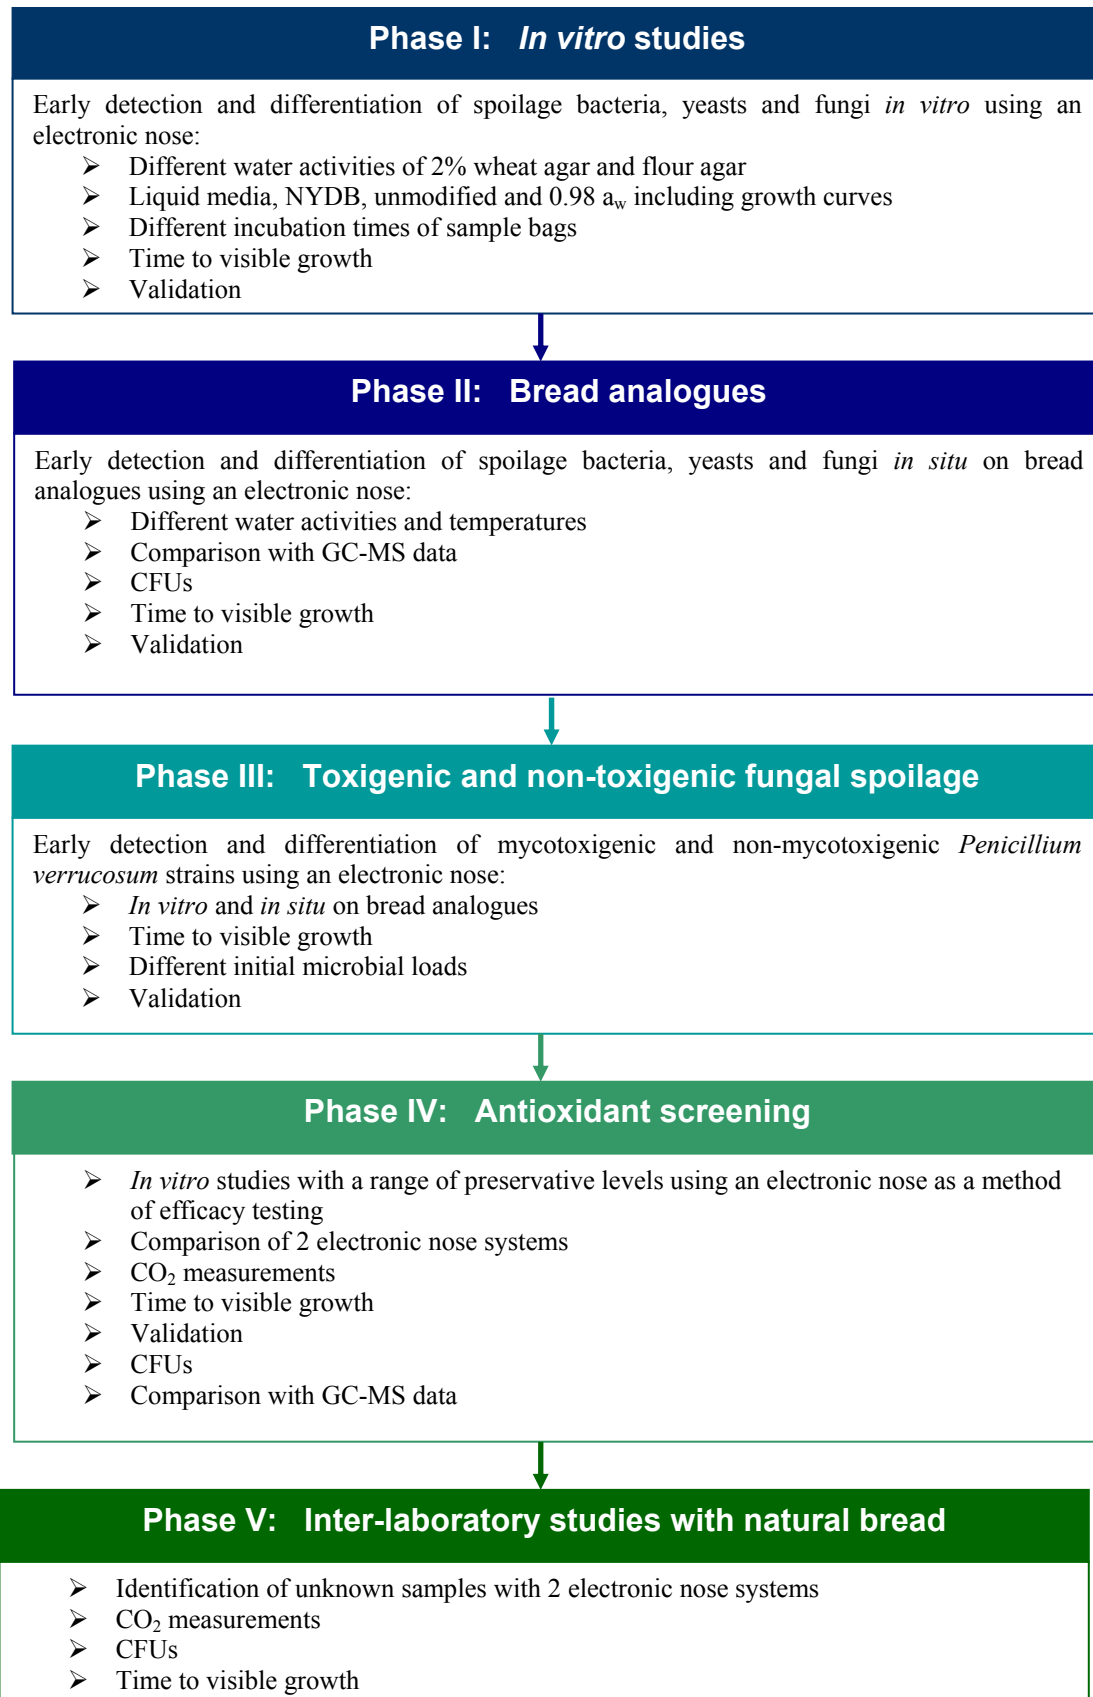 Phase I: In vitro studies
Early detection and differentiation of spoilage bacteria, yeasts and fungi in vitro using an
electronic nose:
➢ Different water activities of 2% wheat agar and flour agar
➢ Liquid media, NYDB, unmodified and 0.98 aw including growth curves
➢ Different incubation times of sample bags
➢ Time to visible growth
➢ Validation
Phase II: Bread analogues
Early detection and differentiation of spoilage bacteria, yeasts and fungi in situ on bread
analogues using an electronic nose:
➢ Different water activities and temperatures
➢ Comparison with GC-MS data
➢ CFUs
➢ Time to visible growth
➢ Validation
Phase III: Toxigenic and non-toxigenic fungal spoilage
Early detection and differentiation of mycotoxigenic and non-mycotoxigenic Penicillium
verrucosum strains using an electronic nose:
➢ In vitro and in situ on bread analogues
➢ Time to visible growth
➢ Different initial microbial loads
➢ Validation
Phase IV: Antioxidant screening
➢ In vitro studies with a range of preservative levels using an electronic nose as a method
of efficacy testing
➢ Comparison of 2 electronic nose systems
➢ CO2 measurements
➢ Time to visible growth
➢ Validation
➢ CFUs
➢ Comparison with GC-MS data
Phase V: Inter-laboratory studies with natural bread
➢ Identification of unknown samples with 2 electronic nose systems
➢ CO2 measurements
➢ CFUs
➢ Time to visible growth